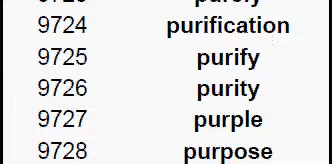 9724 purification
9725 purify
9726 purity
9727 purple
9728 purpose